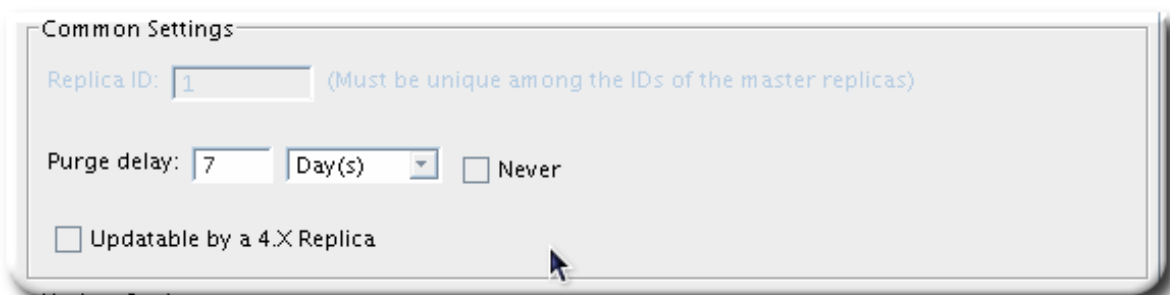 Common Settings
Replica ID: 1 (Must be unique among the IDs of the master replicas)
Purge delay: 7 Day(s) Never
Updatable by a 4.X Replica